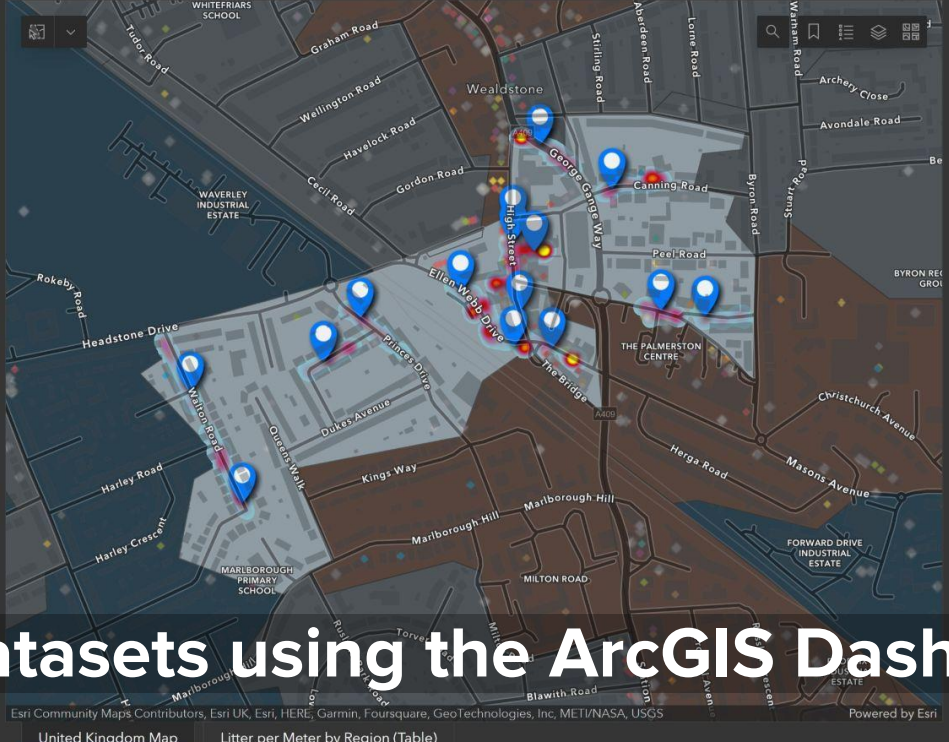 WHITEFRIARS
SCHOOL
Tudor Road
Graham Road
Wellington Road
Havelock Road
Cecil Road
Gordon Road
Wealdstone
Stirling Road
Aberdeen Road
Lorne Road
Warham Road
Archery Close
Avondale Road
Be
WAVERLEY
INDUSTRIAL
ESTATE
George Gange Way
Canning Road
High Street
Byron Road
Stuart Road
Peel Road
BYRON REC
GROU
Rokeby Road
Headstone Drive
Ellen Webb Drive
Princes Drive
The Bridge
THE PALMERSTON
CENTRE
A409
Walton Road
Dukes Avenue
Queens Walk
Kings Way
Christchurch Avenue
Herga Road
Masons Avenue
Harley Road
Harley Crescent
Marlborough Hill
Marlborough Hill
FORWARD DRIVE
INDUSTRIAL
ESTATE
MARLBOROUGH
PRIMARY
SCHOOL
MILTON ROAD
ntasets using the ArcGIS Dash
Marlborough Hill
ESTATE
Blawith Road
Esri Community Maps Contributors, Esri UK, Esri, HERE, Garmin, Foursquare, GeoTechnologies, Inc, METI/NASA, USGS
Powered by Esri
United Kingdom Map
Litter per Meter by Region (Table)